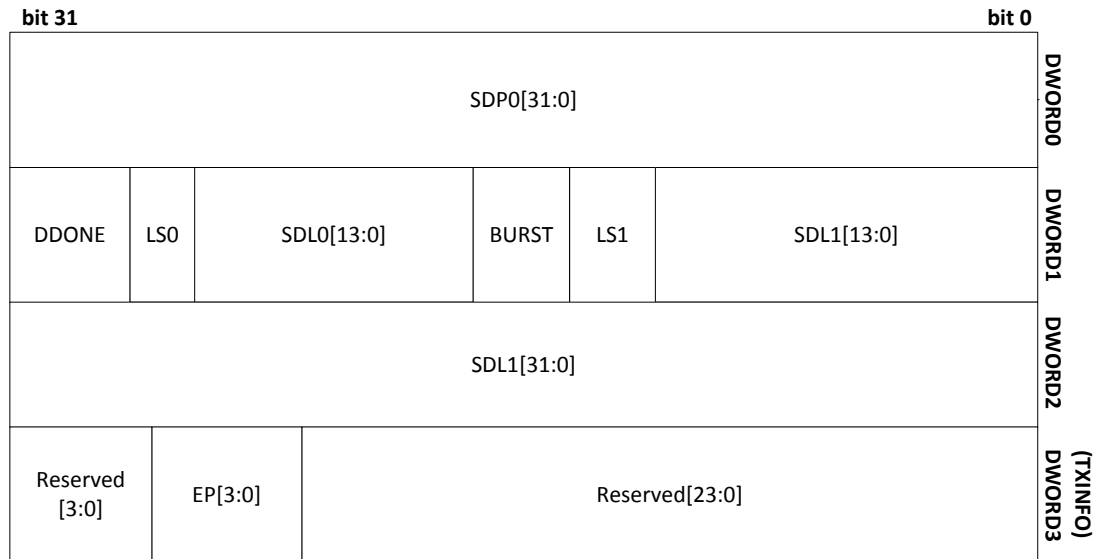 bit 31 bit 0
SDP0[31:0]
DWORD0
DDONE LS0 SDL0[13:0] BURST LS1 SDL1[13:0]
DWORD1
SDL1[31:0]
DWORD2
Reserved
[3:0]
EP[3:0]
Reserved[23:0]
(TXINFO)
DWORD3